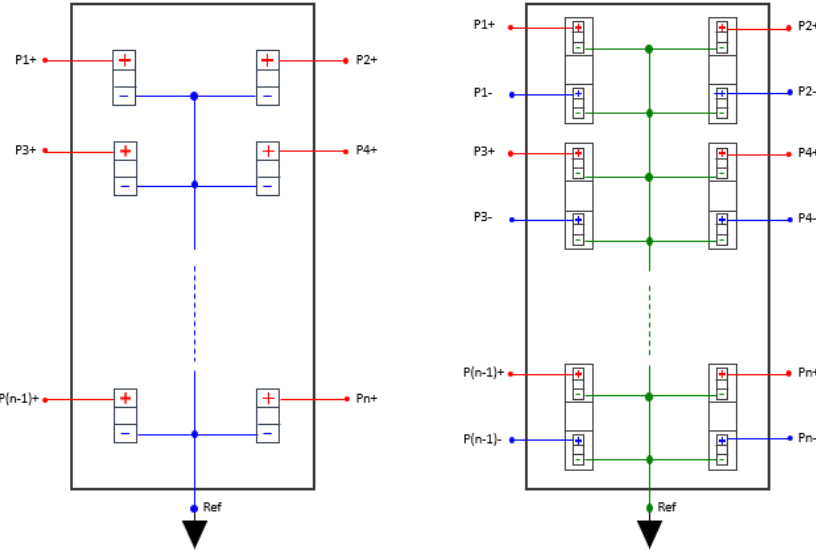 P1+ P2+
P3+ P4+
P(n-1)+ Pn+
Ref
P1+ P2+
P1- P2-
P3+ P4+
P3- P4-
P(n-1)+ Pn+
P(n-1)- Pn-
Ref